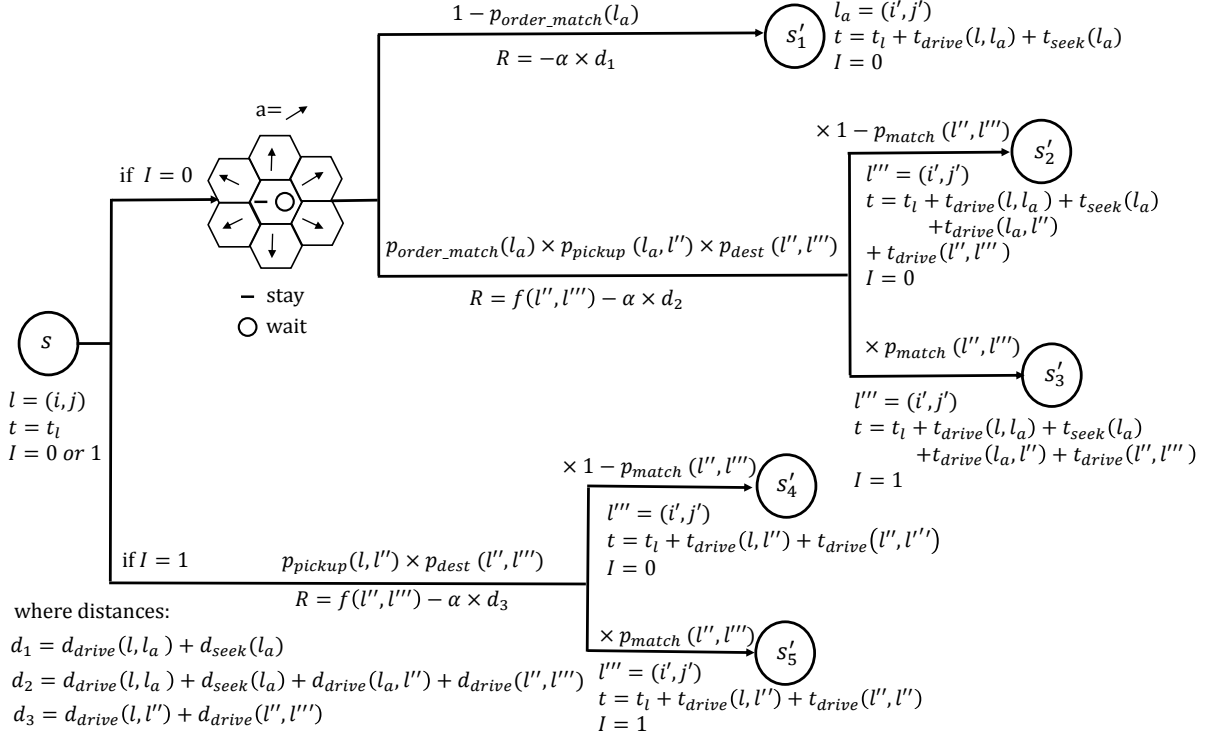 1 − p_order_match(l_a)
R = −α × d_1
s′_1
l_a = (i′, j′)
t = t_l + t_drive(l, l_a) + t_seek(l_a)
I = 0
a=
if I = 0
− stay
wait
p_order_match(l_a) × p_pickup (l_a, l′′) × p_dest (l′′, l′′′)
R = f(l′′, l′′′) − α × d_2
× 1 − p_match (l′′, l′′′)
s′_2
l′′′ = (i′, j′)
t = t_l + t_drive(l, l_a) + t_seek(l_a)
+t_drive(l_a, l′′)
+ t_drive(l′′, l′′′)
I = 0
× p_match (l′′, l′′′)
s′_3
l′′′ = (i′, j′)
t = t_l + t_drive(l, l_a) + t_seek(l_a)
+t_drive(l_a, l′′) + t_drive(l′′, l′′′)
I = 1
s
l = (i, j)
t = t_l
I = 0 or 1
if I = 1
p_pickup(l, l′′) × p_dest (l′′, l′′′)
R = f(l′′, l′′′) − α × d_3
× 1 − p_match (l′′, l′′′)
s′_4
l′′′ = (i′, j′)
t = t_l + t_drive(l, l′′) + t_drive(l′′, l′′′)
I = 0
× p_match (l′′, l′′′)
s′_5
l′′′ = (i′, j′)
t = t_l + t_drive(l, l′′) + t_drive(l′′, l′′)
I = 1
where distances:
d_1 = d_drive(l, l_a ) + d_seek(l_a)
d_2 = d_drive(l, l_a ) + d_seek(l_a) + d_drive(l_a, l′′) + d_drive(l′′, l′′′)
d_3 = d_drive(l, l′′) + d_drive(l′′, l′′′)